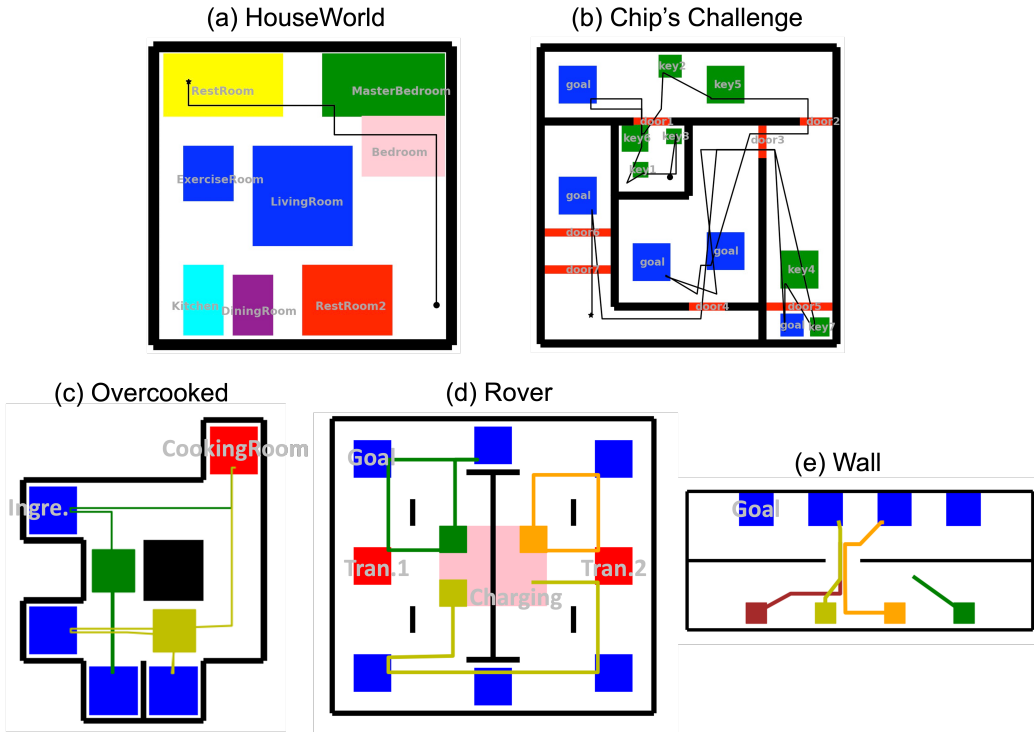 (a) HouseWorld
RestRoom
MasterBedroom
Bedroom
ExerciseRoom
LivingRoom
Kitchen
DiningRoom
RestRoom2
(b) Chip's Challenge
goal
key2
key5
door1
door2
key6
key3
door3
key1
goal
door6
goal
goal
door7
key4
door4
door5
goal
key7
(c) Overcooked
CookingRoom
Ingre.
(d) Rover
Goal
Tran.1
Tran.2
Charging
(e) Wall
Goal